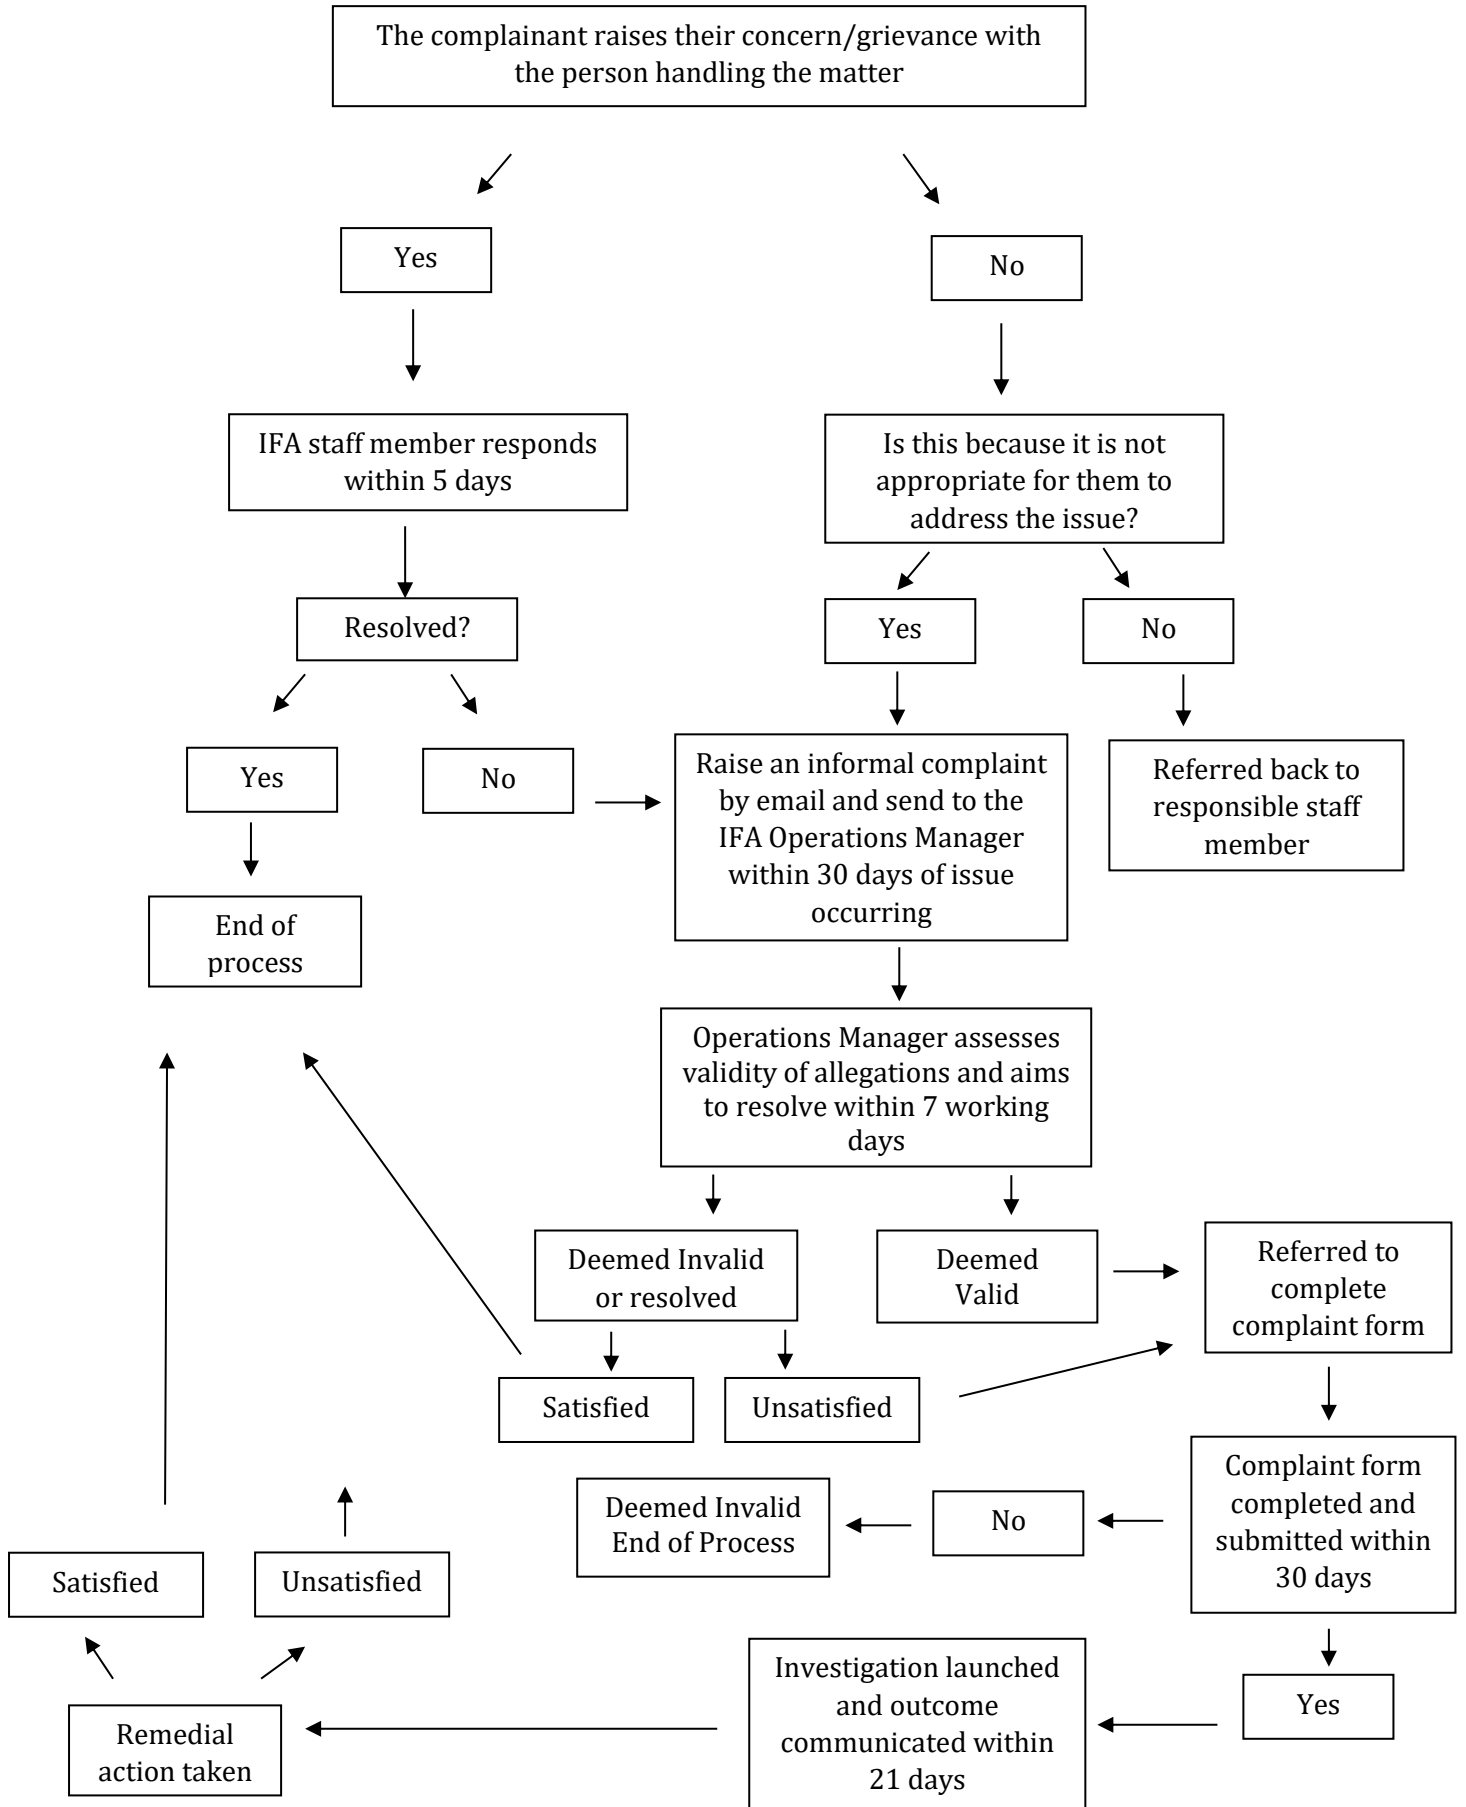 The complainant raises their concern/grievance with
the person handling the matter
Yes
No
IFA staff member responds
within 5 days
Is this because it is not
appropriate for them to
address the issue?
Resolved?
Yes
No
Yes
No
Raise an informal complaint
by email and send to the
IFA Operations Manager
within 30 days of issue
occurring
Referred back to
responsible staff
member
End of
process
Operations Manager assesses
validity of allegations and aims
to resolve within 7 working
days
Deemed Invalid
or resolved
Deemed
Valid
Referred to
complete
complaint form
Satisfied
Unsatisfied
Complaint form
completed and
submitted within
30 days
No
Deemed Invalid
End of Process
Satisfied
Unsatisfied
Yes
Investigation launched
and outcome
communicated within
21 days
Remedial
action taken